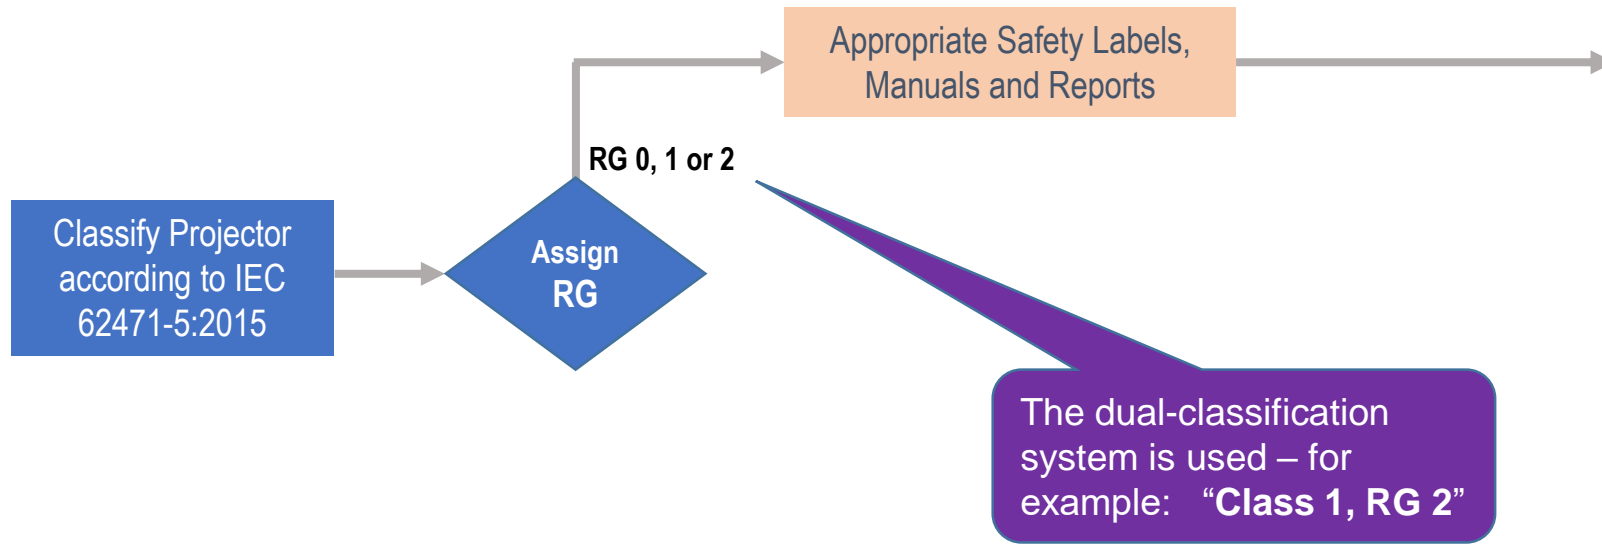 Appropriate Safety Labels,
Manuals and Reports
RG 0, 1 or 2
Classify Projector
according to IEC
62471-5:2015
Assign
RG
The dual-classification
system is used – for
example: “Class 1, RG 2”